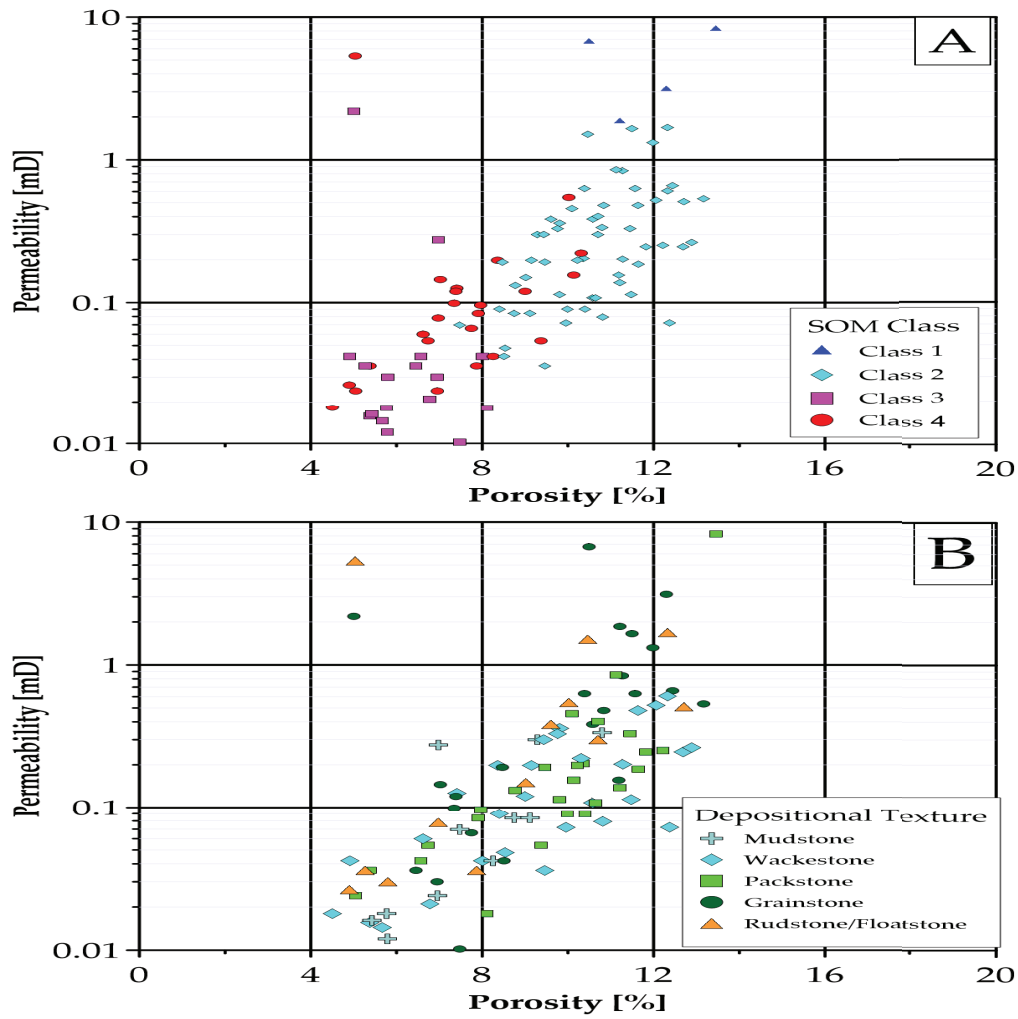 A
10
1
0.1
0.01
Permeability [mD]
SOM Class
Class 1
Class 2
Class 3
Class 4
0 4 8 12 16 20
Porosity [%]
B
10
1
0.1
0.01
Permeability [mD]
Depositional Texture
Mudstone
Wackestone
Packstone
Grainstone
Rudstone/Floatstone
0 4 8 12 16 20
Porosity [%]